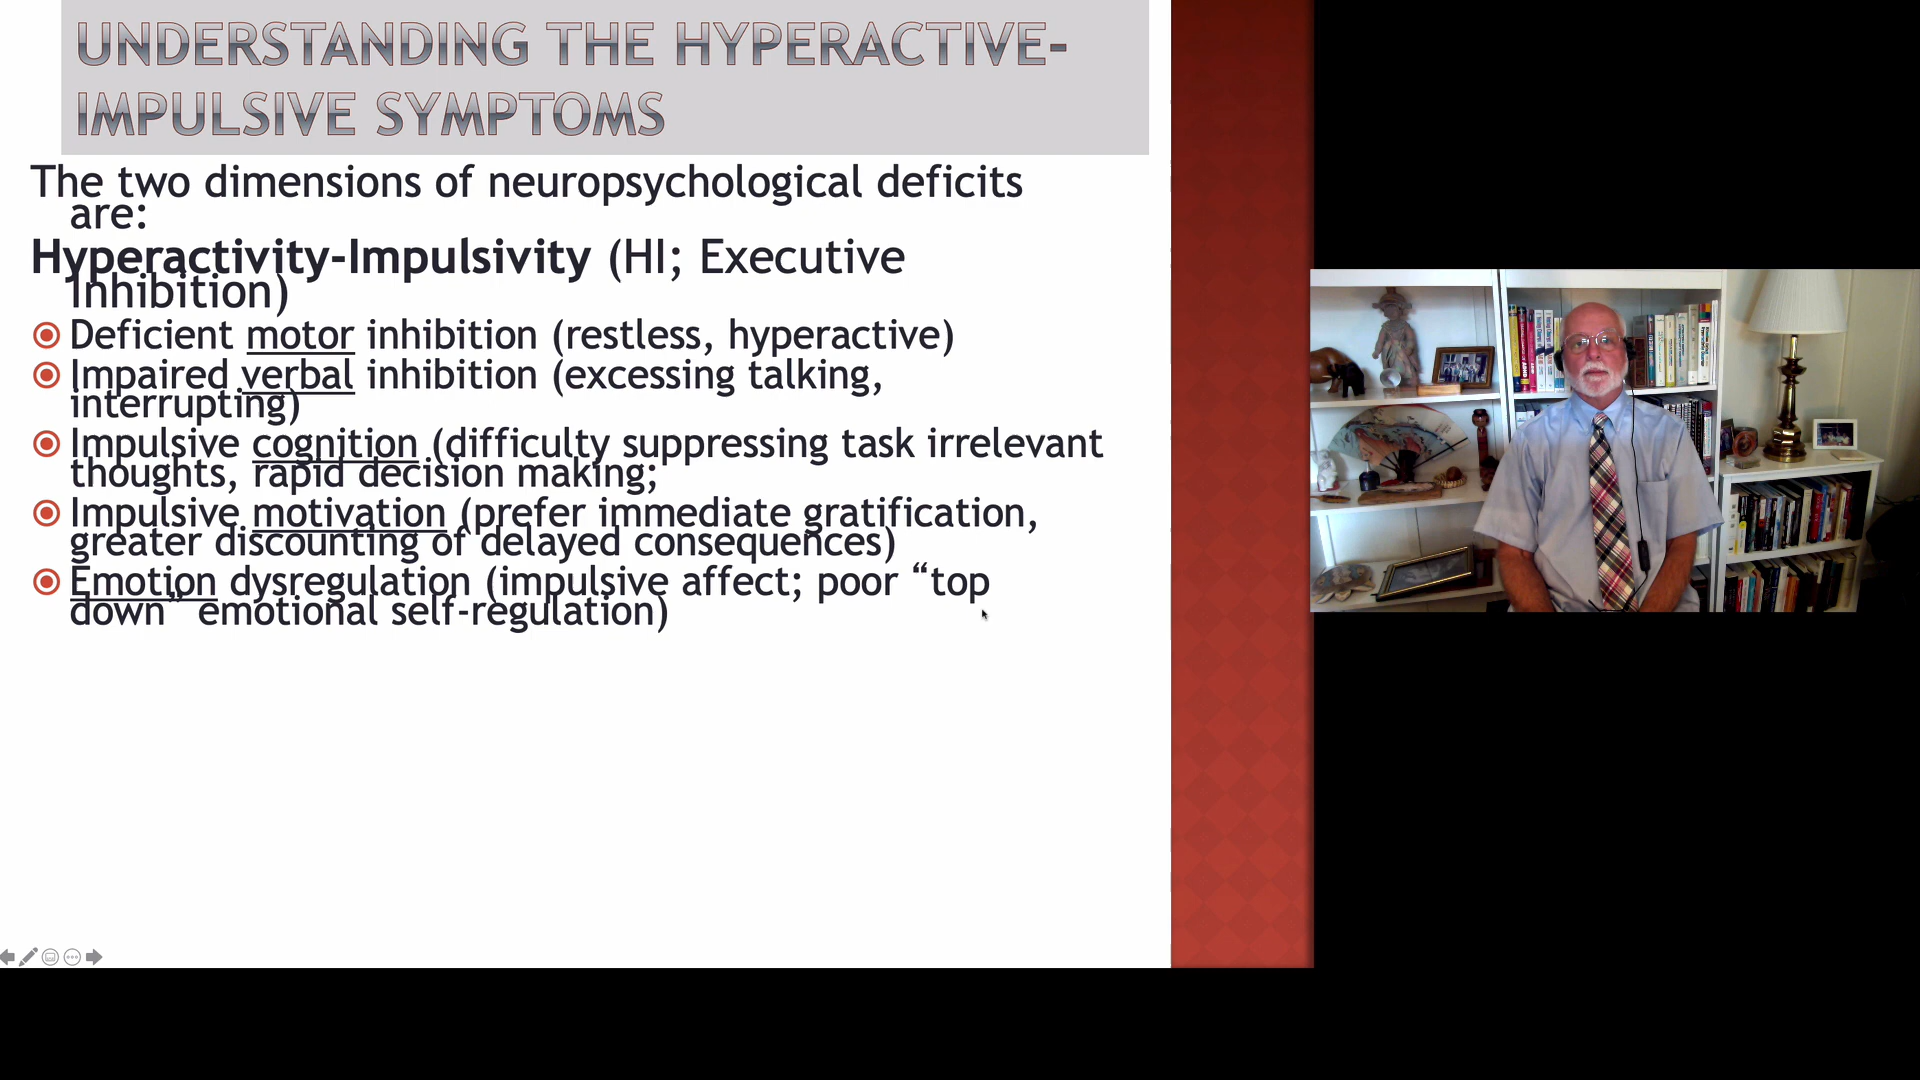 UNDERSTANDING THE HYPERACTIVE-
IMPULSIVE SYMPTOMS
The two dimensions of neuropsychological deficits
are:
Hyperactivity-Impulsivity (HI; Executive
Inhibition)
Deficient motor inhibition (restless, hyperactive)
Impaired verbal inhibition (excessing talking,
interrupting)
Impulsive cognition (difficulty suppressing task irrelevant
thoughts, rapid decision making;
Impulsive motivation (prefer immediate gratification,
greater discounting of delayed consequences)
Emotion dysregulation (impulsive affect; poor “top
down” emotional self-regulation)